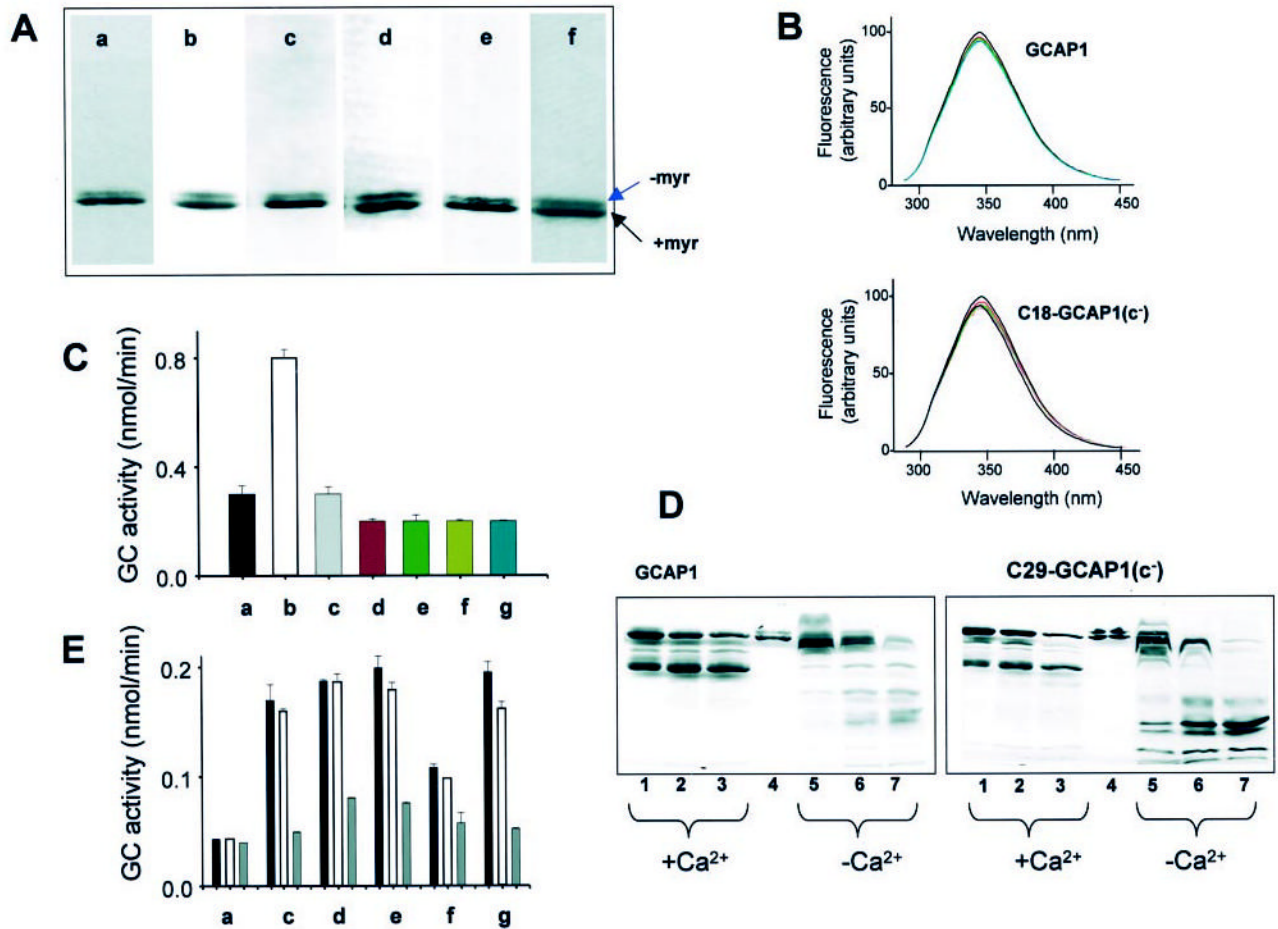 A
a b c d e f
-myr
+myr
B
GCAP1
Fluorescence
(arbitrary units)
100
50
0
300 350 400 450
Wavelength (nm)
C18-GCAP1(c⁻)
Fluorescence
(arbitrary units)
100
50
0
300 350 400 450
Wavelength (nm)
C
GC activity (nmol/min)
0.8
0.4
0.0
a b c d e f g
D
GCAP1
1 2 3 4 5 6 7
+Ca²⁺ -Ca²⁺
C29-GCAP1(c⁻)
1 2 3 4 5 6 7
+Ca²⁺ -Ca²⁺
E
GC activity (nmol/min)
0.2
0.1
0.0
a c d e f g